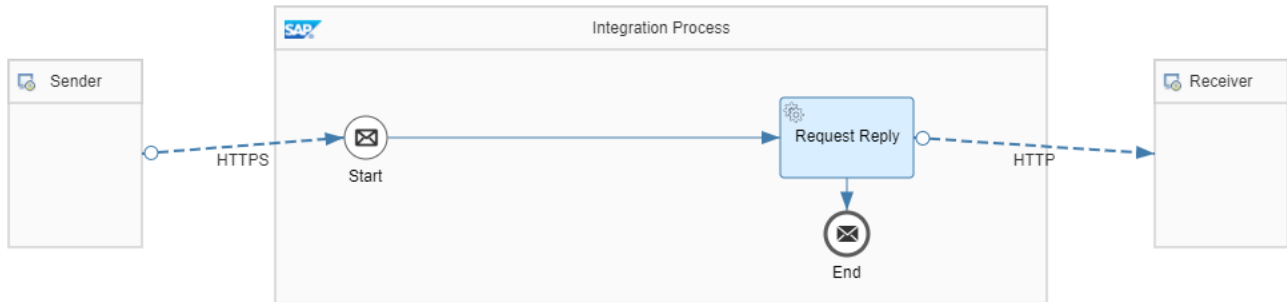 SAP
Integration Process
Sender
Receiver
Request Reply
HTTPS
HTTP
Start
End